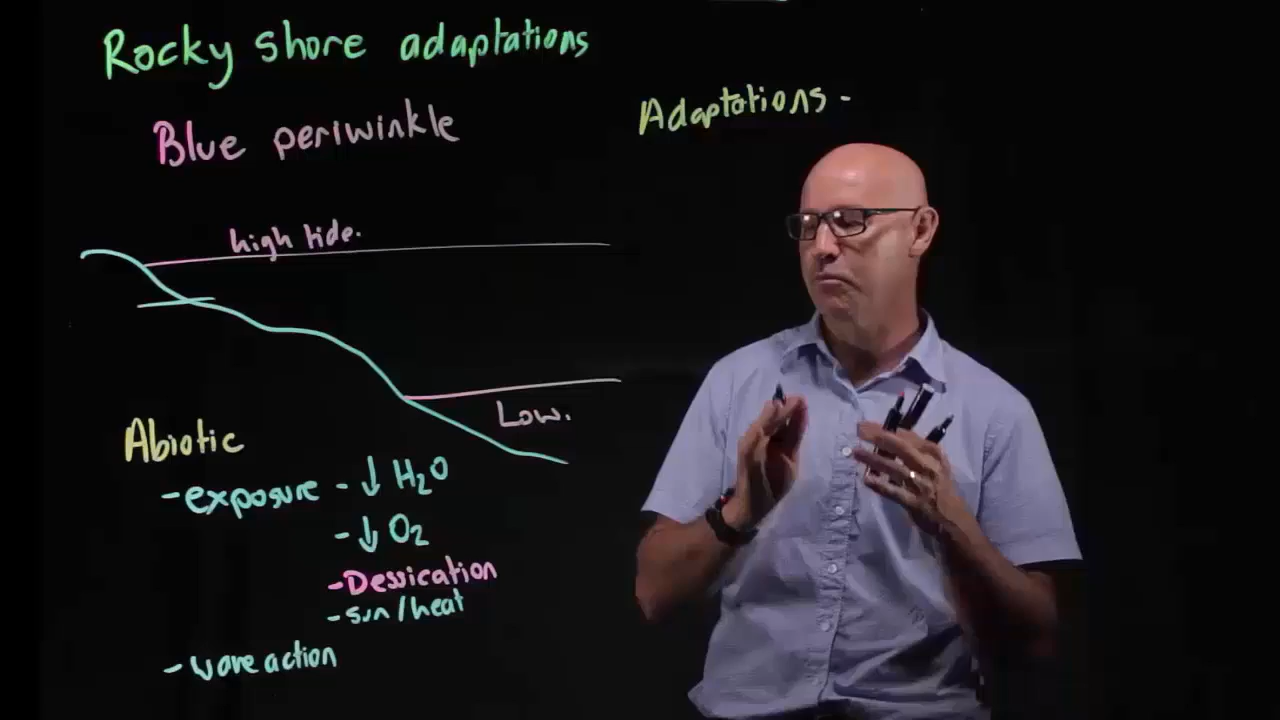 Rocky shore adaptations
Blue periwinkle
high tide.
Low.
Abiotic
- exposure - ↓ H₂O
- ↓ O₂
- Dessication
- sun / heat
- wave action
Adaptations -